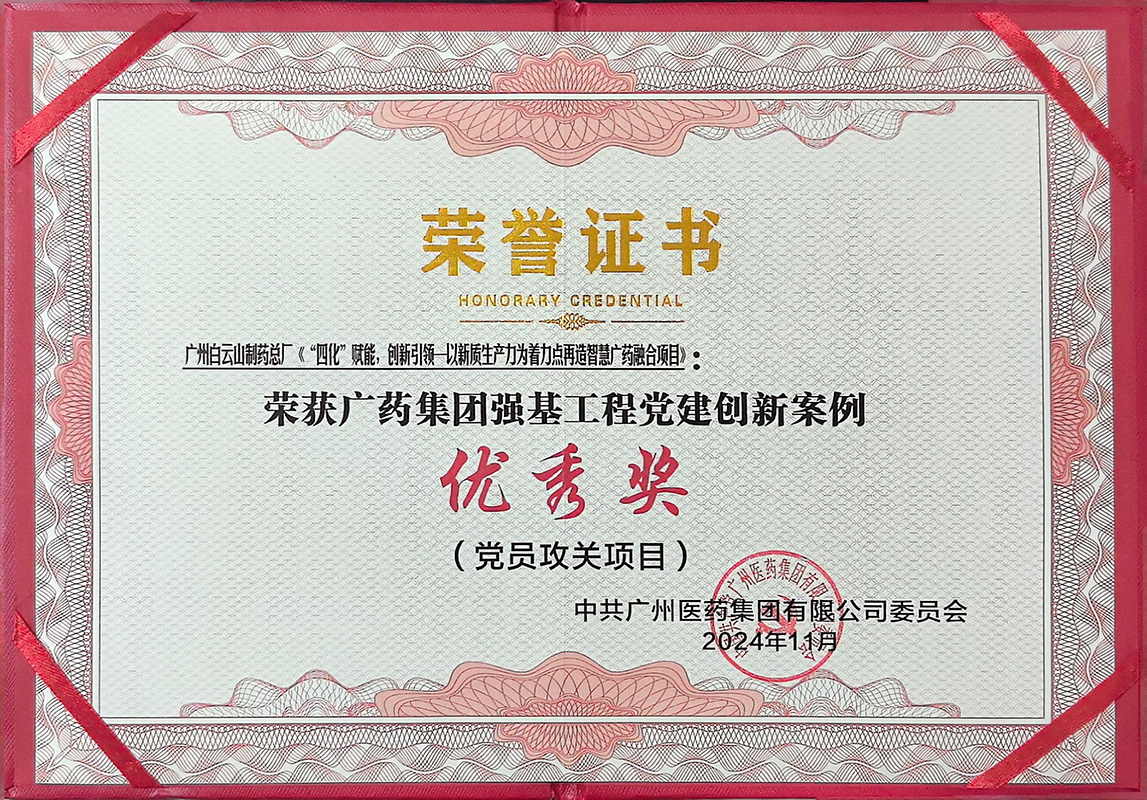 荣誉证书
HONORARY CREDENTIAL
广州白云山制药总厂《“四化”赋能，创新引领—以新质生产力为着力点再造智慧广药融合项目》：
荣获广药集团强基工程党建创新案例
优秀奖
（党员攻关项目）
中共广州医药集团有限公司委员会
2024年11月